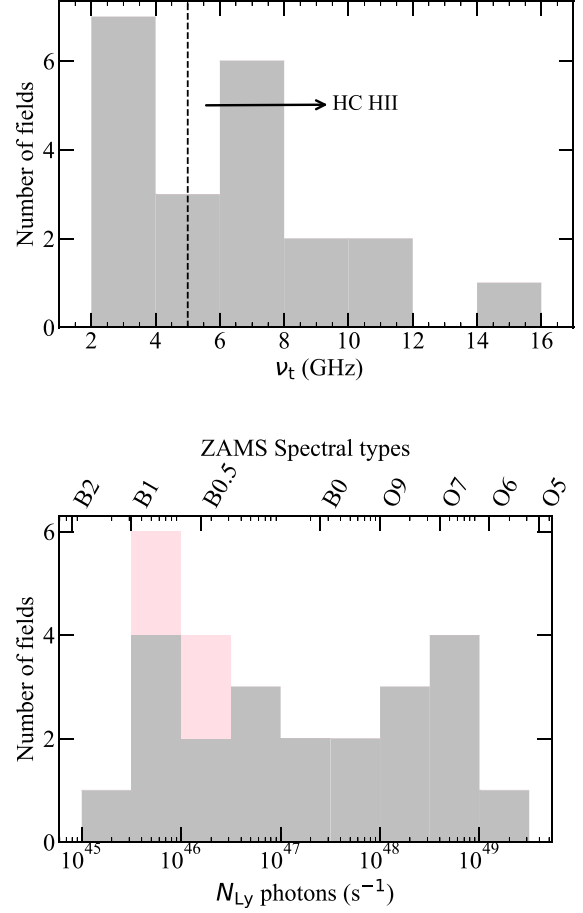 6
4
2
0
Number of fields
HC HII
2 4 6 8 10 12 14 16
ν_t (GHz)
ZAMS Spectral types
B2 B1 B0.5 B0 O9 O7 O6 O5
6
4
2
0
Number of fields
10^45 10^46 10^47 10^48 10^49
N_Ly photons (s^−1)